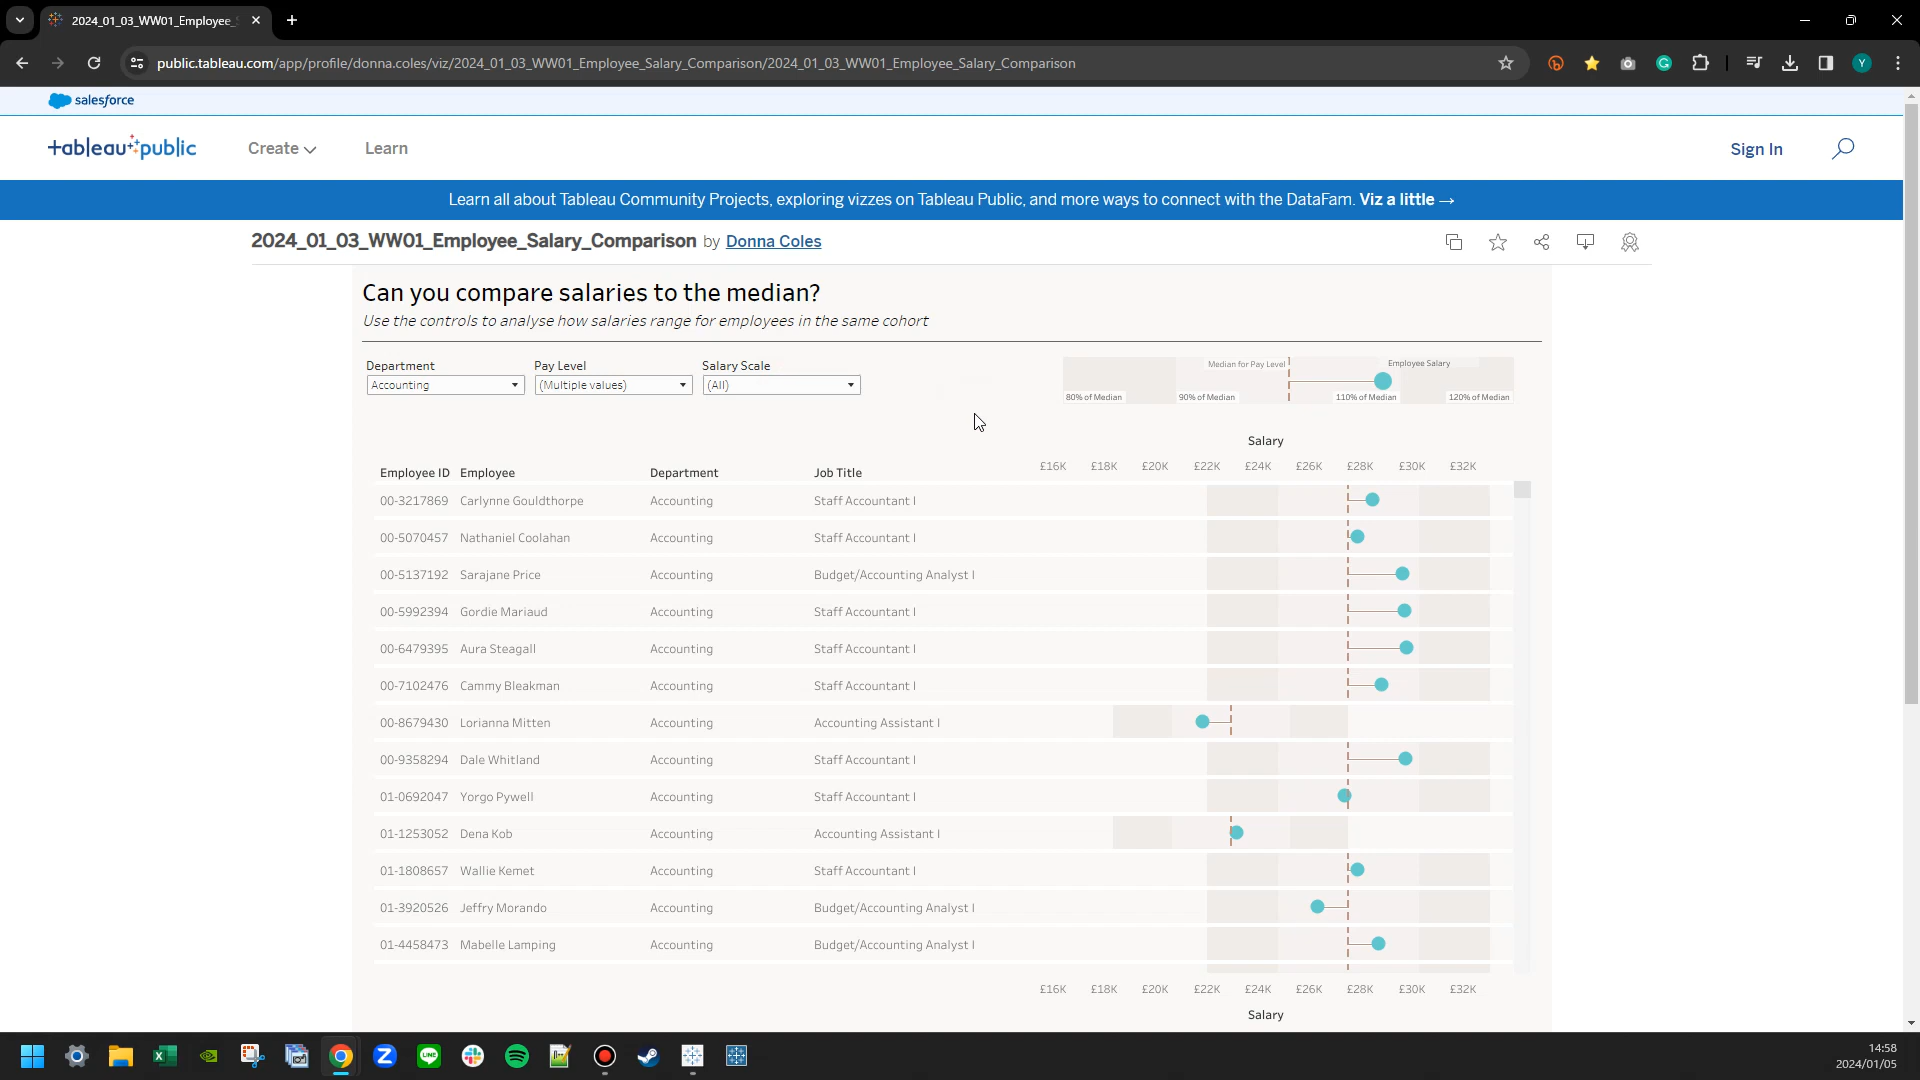 2024_01_03_WW01_Employee_S
public.tableau.com/app/profile/donna.coles/viz/2024_01_03_WW01_Employee_Salary_Comparison/2024_01_03_WW01_Employee_Salary_Comparison
Y
salesforce
+ableau public
Create
Learn
Sign In
Learn all about Tableau Community Projects, exploring vizzes on Tableau Public, and more ways to connect with the DataFam. Viz a little →
2024_01_03_WW01_Employee_Salary_Comparison by Donna Coles
Can you compare salaries to the median?
Use the controls to analyse how salaries range for employees in the same cohort
Department Pay Level Salary Scale
Accounting (Multiple values) (All)
Median for Pay Level Employee Salary
80% of Median 90% of Median 110% of Median 120% of Median
Salary
£16K £18K £20K £22K £24K £26K £28K £30K £32K
Employee ID Employee Department Job Title
00-3217869 Carlynne Gouldthorpe Accounting Staff Accountant I
00-5070457 Nathaniel Coolahan Accounting Staff Accountant I
00-5137192 Sarajane Price Accounting Budget/Accounting Analyst I
00-5992394 Gordie Mariaud Accounting Staff Accountant I
00-6479395 Aura Steagall Accounting Staff Accountant I
00-7102476 Cammy Bleakman Accounting Staff Accountant I
00-8679430 Lorianna Mitten Accounting Accounting Assistant I
00-9358294 Dale Whitland Accounting Staff Accountant I
01-0692047 Yorgo Pywell Accounting Staff Accountant I
01-1253052 Dena Kob Accounting Accounting Assistant I
01-1808657 Wallie Kemet Accounting Staff Accountant I
01-3920526 Jeffry Morando Accounting Budget/Accounting Analyst I
01-4458473 Mabelle Lamping Accounting Budget/Accounting Analyst I
£16K £18K £20K £22K £24K £26K £28K £30K £32K
Salary
14:58
2024/01/05